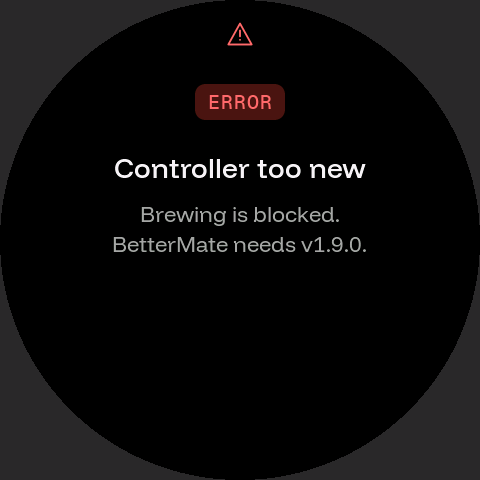 ERROR
Controller too new
Brewing is blocked.
BetterMate needs v1.9.0.